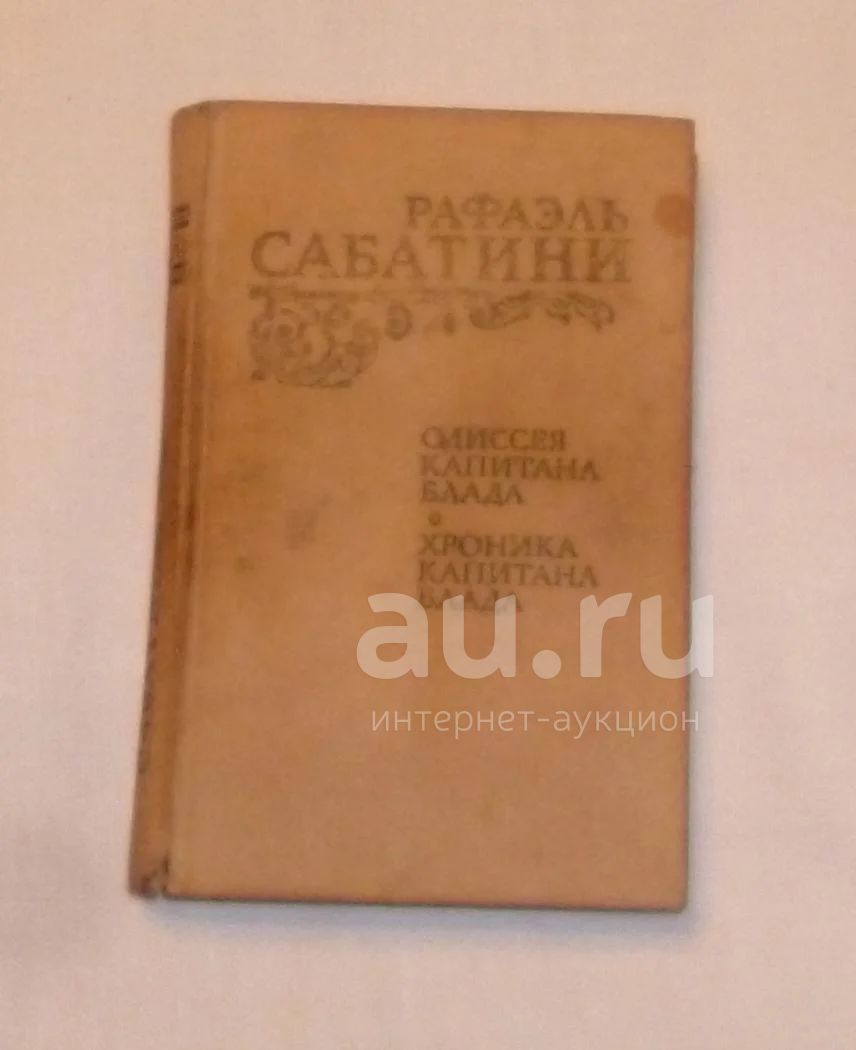 РАФАЭЛЬ
САБАТИНИ
ОДИССЕЯ
КАПИТАНА
БЛАДА
ХРОНИКА
КАПИТАНА
БЛАДА
au.ru
интернет-аукцион